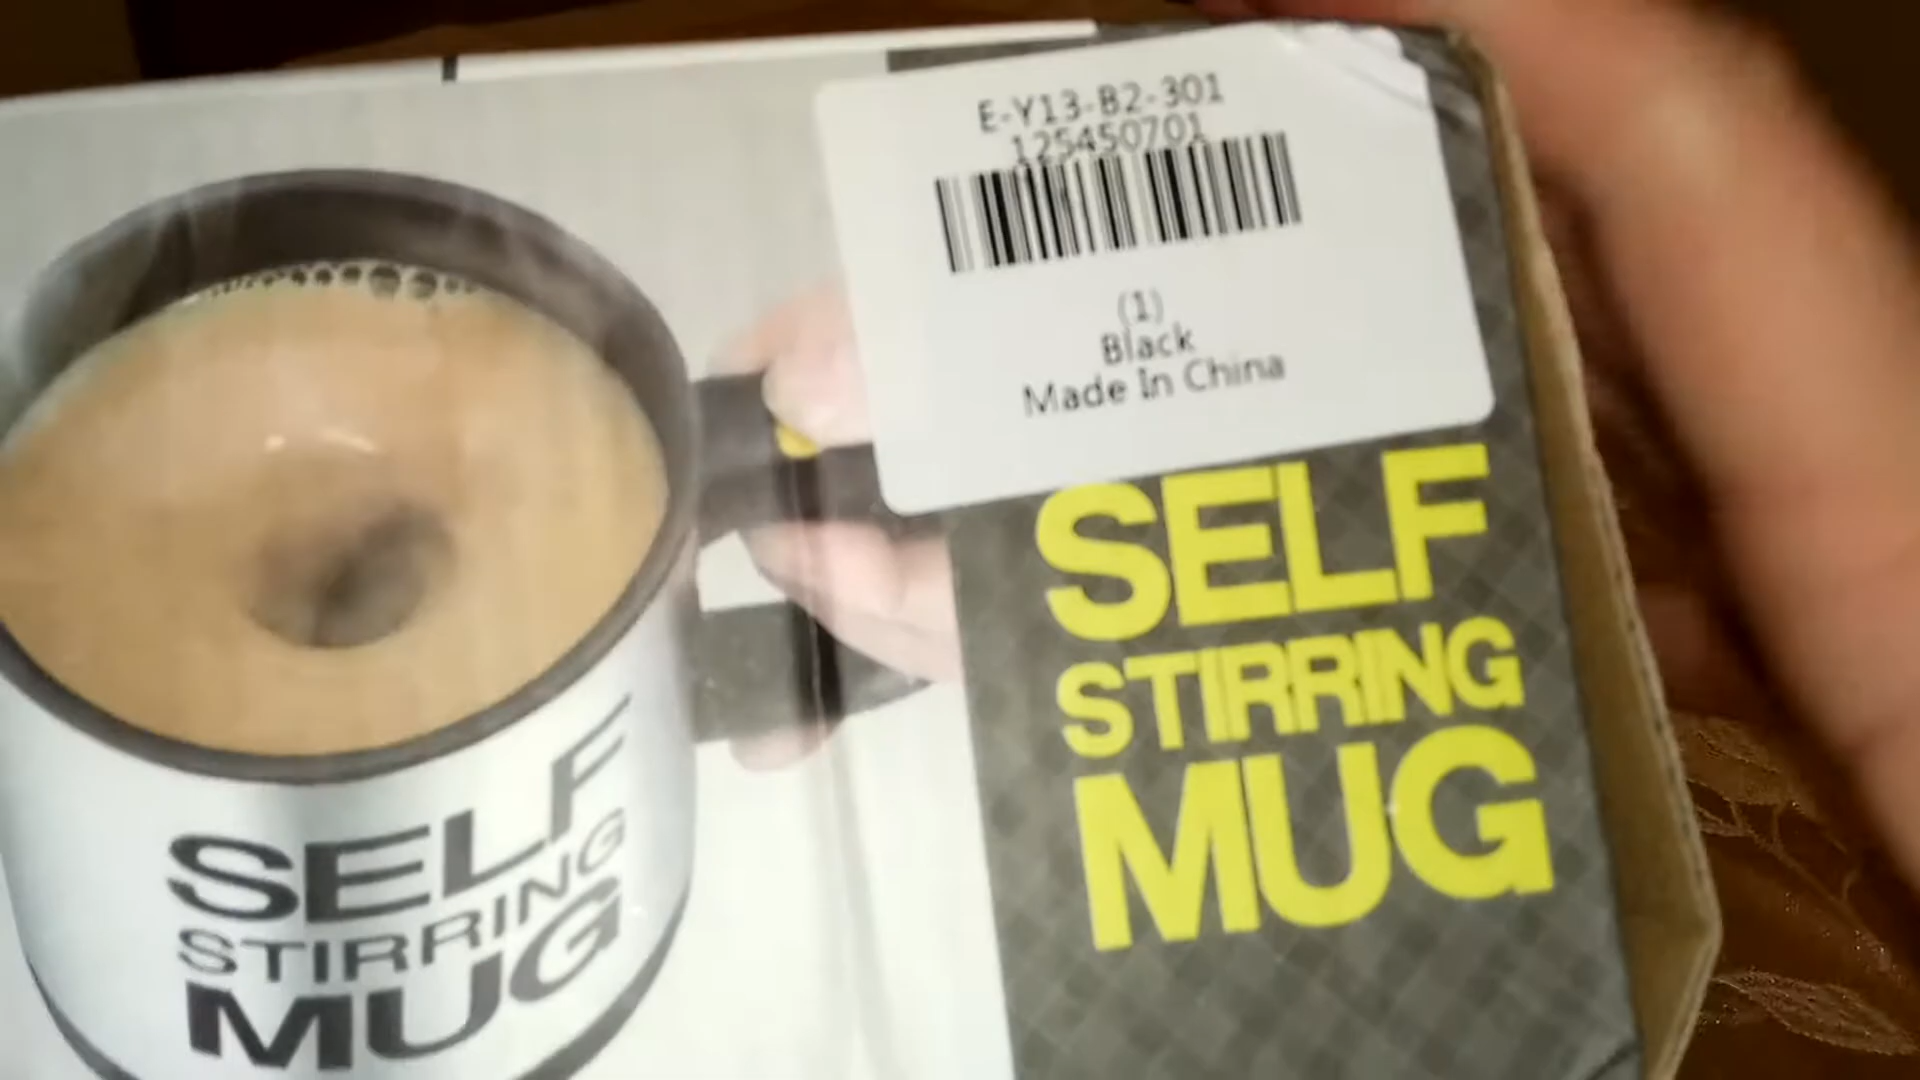 E-Y13-B2-301
125450701
(1)
Black
Made In China
SELF
STIRRING
MUG
SELF
STIRRING
MUG